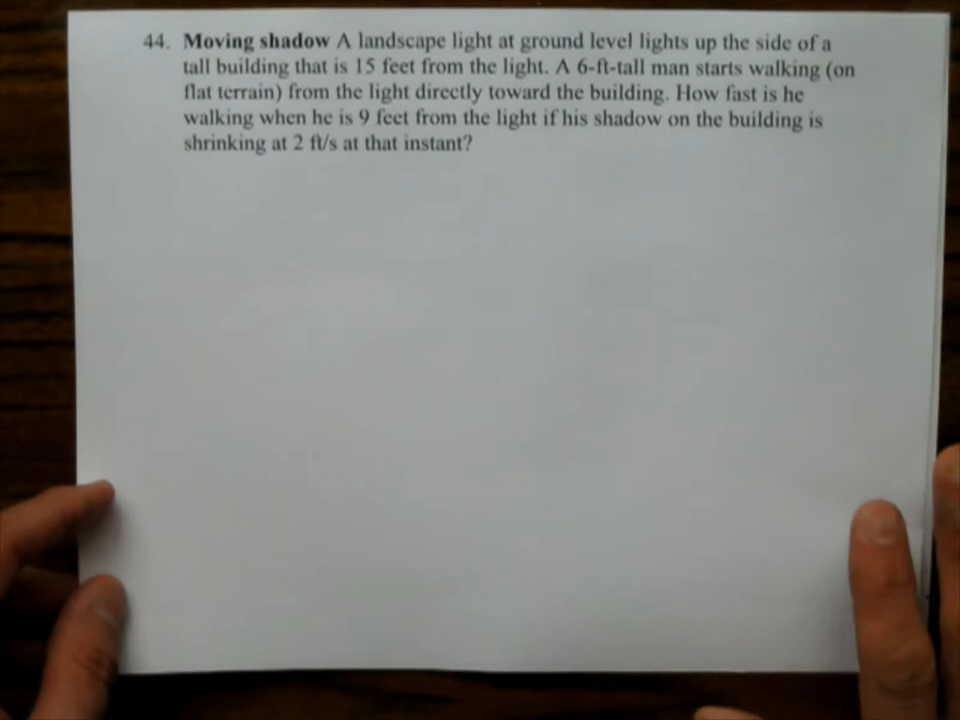 44. Moving shadow A landscape light at ground level lights up the side of a
tall building that is 15 feet from the light. A 6-ft-tall man starts walking (on
flat terrain) from the light directly toward the building. How fast is he
walking when he is 9 feet from the light if his shadow on the building is
shrinking at 2 ft/s at that instant?